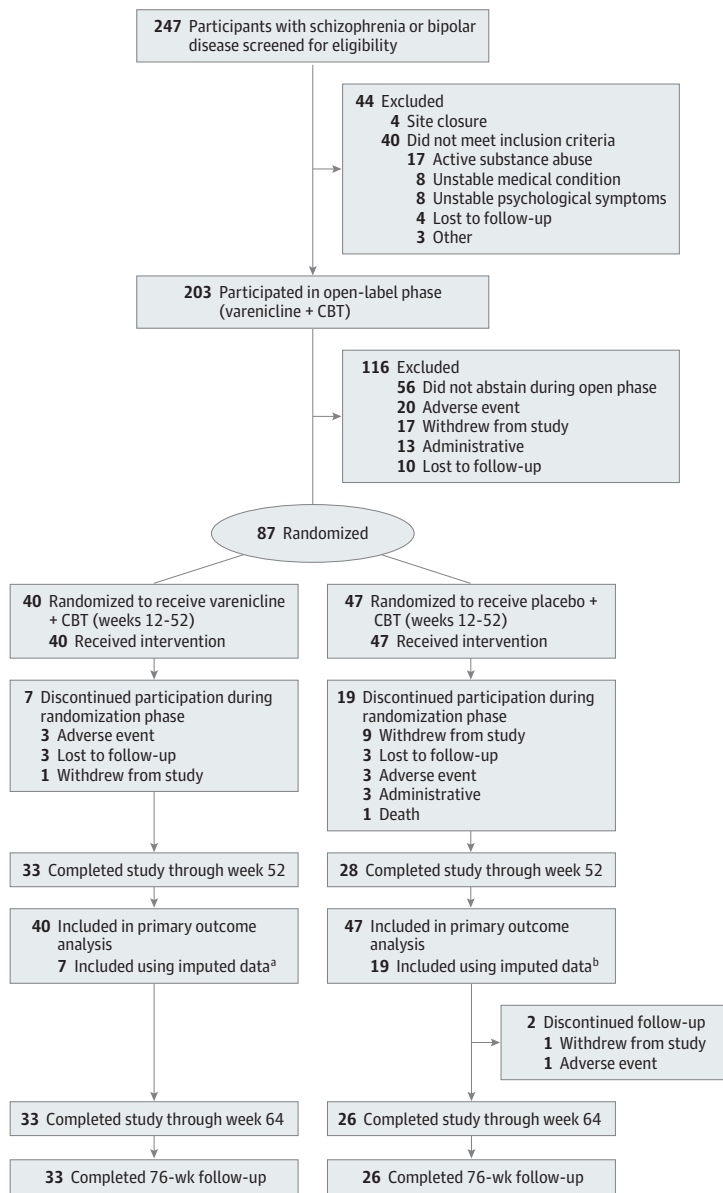 247 Participants with schizophrenia or bipolar
disease screened for eligibility
44 Excluded
4 Site closure
40 Did not meet inclusion criteria
17 Active substance abuse
8 Unstable medical condition
8 Unstable psychological symptoms
4 Lost to follow-up
3 Other
203 Participated in open-label phase
(varenicline + CBT)
116 Excluded
56 Did not abstain during open phase
20 Adverse event
17 Withdrew from study
13 Administrative
10 Lost to follow-up
87 Randomized
40 Randomized to receive varenicline
+ CBT (weeks 12-52)
40 Received intervention
47 Randomized to receive placebo +
CBT (weeks 12-52)
47 Received intervention
7 Discontinued participation during
randomization phase
3 Adverse event
3 Lost to follow-up
1 Withdrew from study
19 Discontinued participation during
randomization phase
9 Withdrew from study
3 Lost to follow-up
3 Adverse event
3 Administrative
1 Death
33 Completed study through week 52
28 Completed study through week 52
40 Included in primary outcome
analysis
7 Included using imputed dataᵃ
47 Included in primary outcome
analysis
19 Included using imputed dataᵇ
2 Discontinued follow-up
1 Withdrew from study
1 Adverse event
33 Completed study through week 64
26 Completed study through week 64
33 Completed 76-wk follow-up
26 Completed 76-wk follow-up